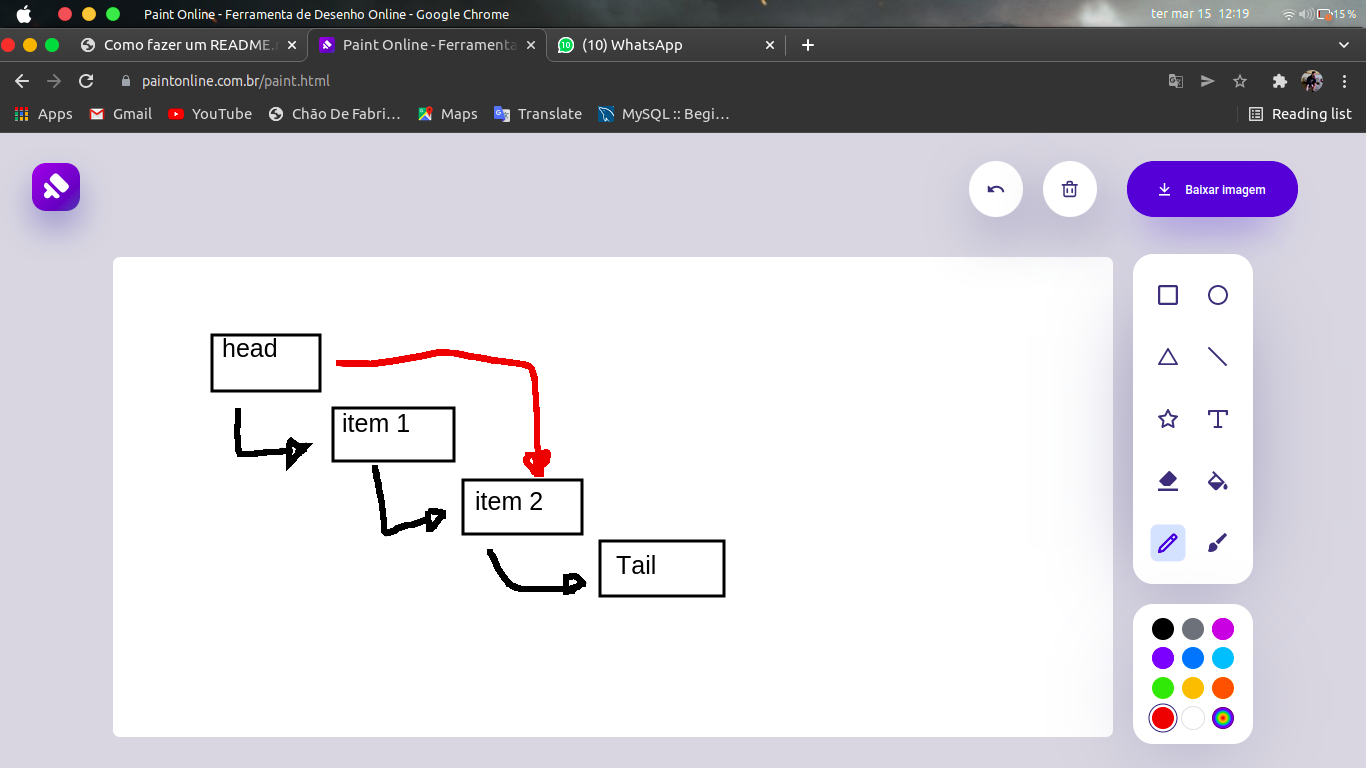 Paint Online - Ferramenta de Desenho Online - Google Chrome
ter mar 15 12:19
15 %
Como fazer um README.
Paint Online - Ferramenta
(10) WhatsApp
paintonline.com.br/paint.html
Apps
Gmail
YouTube
Chão De Fabri...
Maps
Translate
MySQL :: Begi...
Reading list
Baixar imagem
head
item 1
item 2
Tail